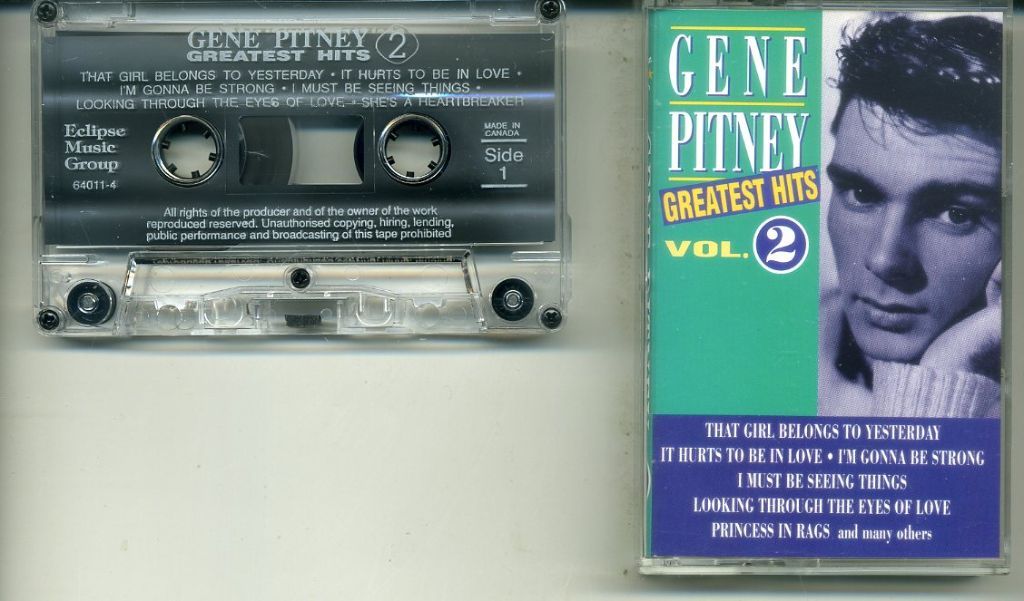 GENE PITNEY 2
GREATEST HITS
THAT GIRL BELONGS TO YESTERDAY • IT HURTS TO BE IN LOVE •
I'M GONNA BE STRONG • I MUST BE SEEING THINGS •
LOOKING THROUGH THE EYES OF LOVE • SHE'S A HEARTBREAKER
Eclipse
Music
Group
64011-4
MADE IN
CANADA
Side
1
All rights of the producer and of the owner of the work
reproduced reserved. Unauthorised copying, hiring, lending,
public performance and broadcasting of this tape prohibited
GENE
PITNEY
GREATEST HITS
VOL. 2
THAT GIRL BELONGS TO YESTERDAY
IT HURTS TO BE IN LOVE • I'M GONNA BE STRONG
I MUST BE SEEING THINGS
LOOKING THROUGH THE EYES OF LOVE
PRINCESS IN RAGS and many others